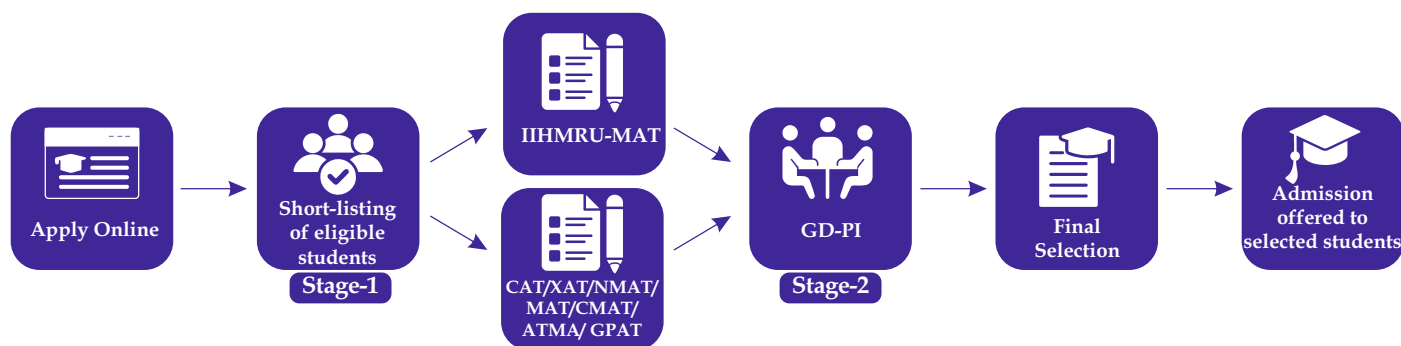 Apply Online
Short-listing
of eligible
students
Stage-1
IIHMRU-MAT
CAT/XAT/NMAT/
MAT/CMAT/
ATMA/ GPAT
GD-PI
Stage-2
Final
Selection
Admission
offered to
selected students